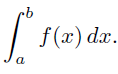 ∫_a^b f(x) dx.